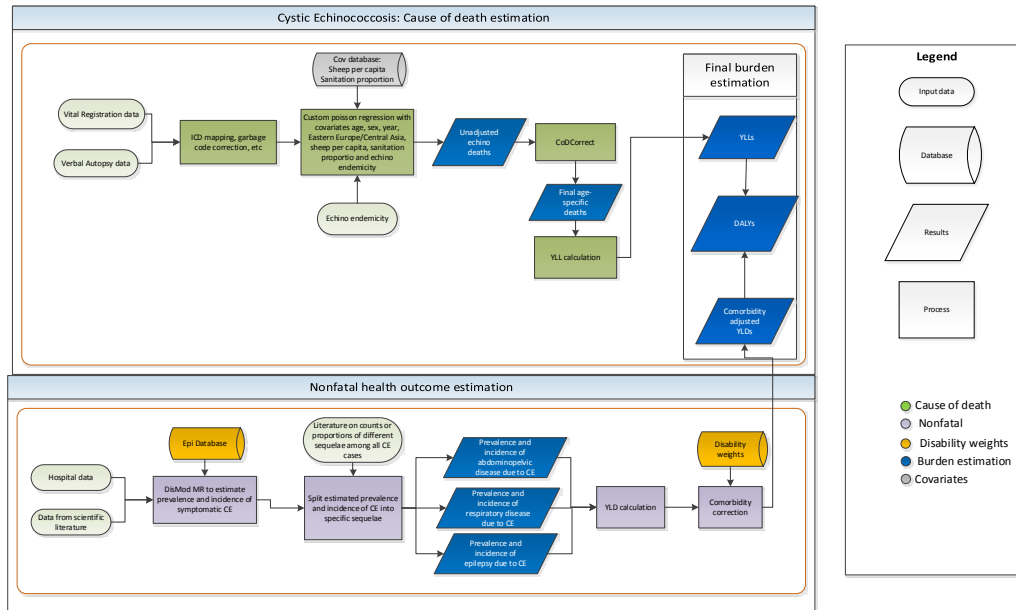 Cystic Echinococcosis: Cause of death estimation
Cov database:
Sheep per capita
Sanitation proportion
Final burden
estimation
Vital Registration data
Verbal Autopsy data
ICD mapping, garbage
code correction, etc
Custom poisson regression with
covariates age, sex, year,
Eastern Europe/Central Asia,
sheep per capita, sanitation
proportio and echino
endemicity
Echino endemicity
Unadjusted
echino
deaths
CoDCorrect
Final age-
specific
deaths
YLL calculation
YLLs
DALYs
Comorbidity
adjusted
YLDs
Nonfatal health outcome estimation
Hospital data
Data from scientific
literature
Epi Database
DisMod MR to estimate
prevalence and incidence of
symptomatic CE
Literature on counts or
proportions of different
sequelae among all CE
cases
Split estimated prevalence
and incidence of CE into
specific sequelae
Prevalence and
incidence of
abdominopelvic
disease due to CE
Prevalence and
incidence of
respiratory disease
due to CE
Prevalence and
incidence of
epilepsy due to CE
YLD calculation
Disability
weights
Comorbidity
correction
Legend
Input data
Database
Results
Process
Cause of death
Nonfatal
Disability weights
Burden estimation
Covariates